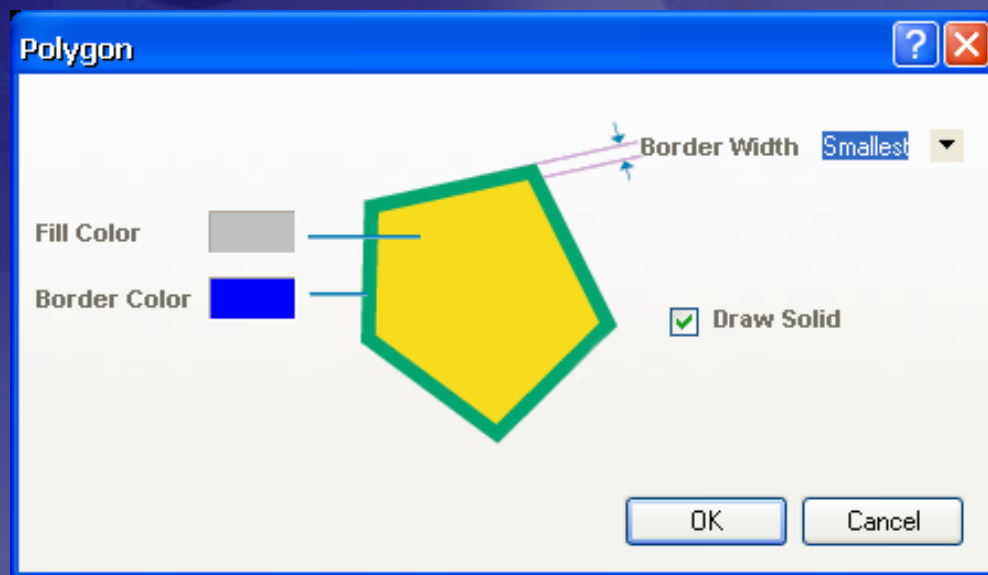 Polygon
Border Width Smallest
Fill Color
Border Color
Draw Solid
OK Cancel